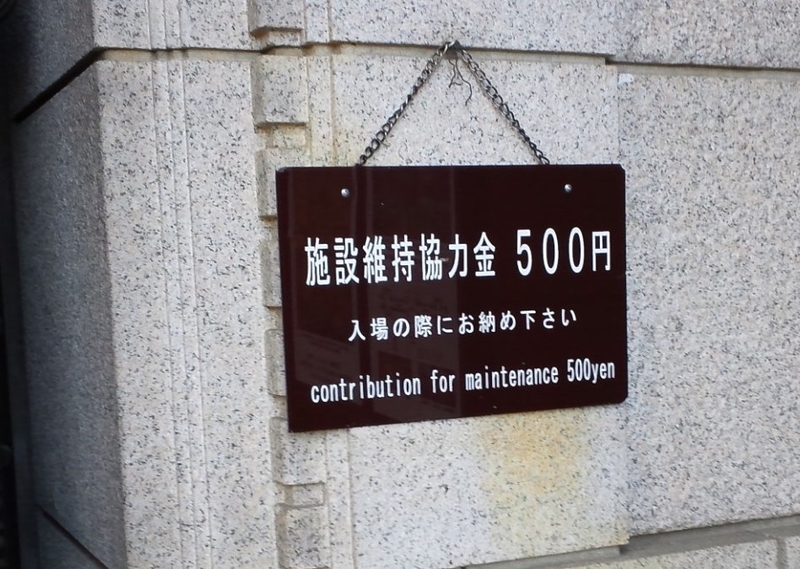 施設維持協力金 500円
入場の際にお納め下さい
contribution for maintenance 500yen